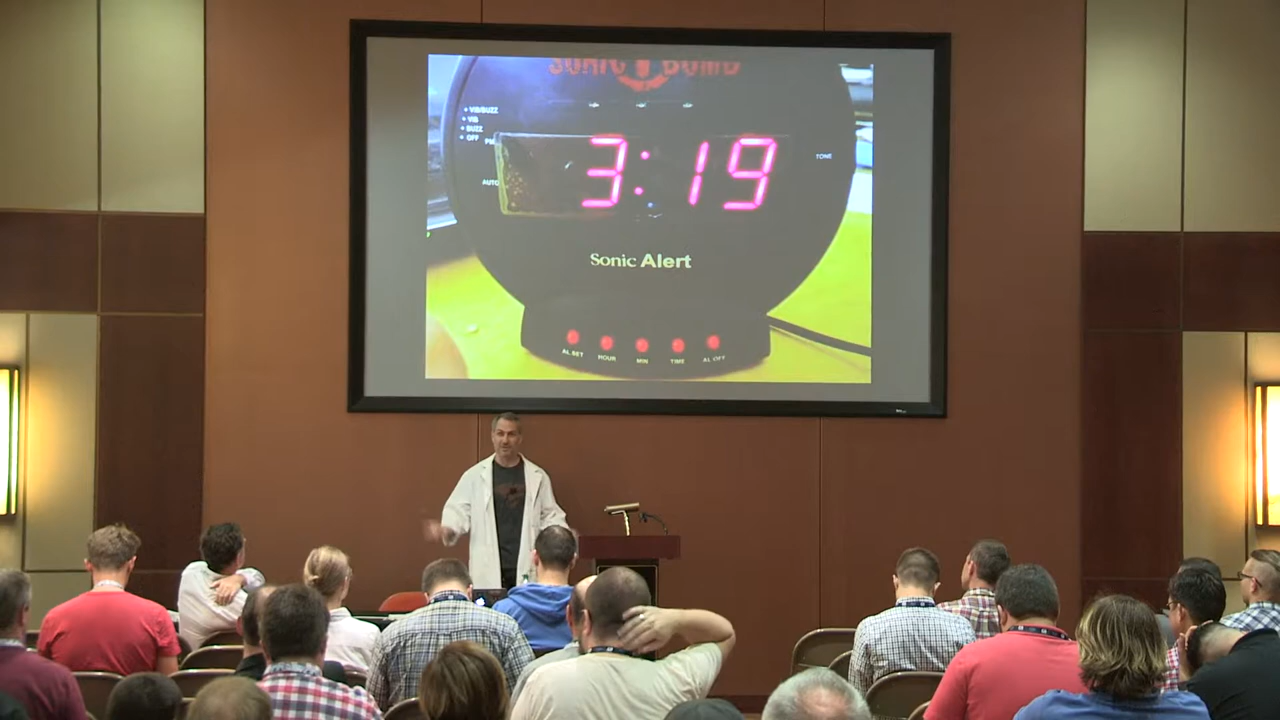 SONIC BOMB
VIB/BUZZ
VIB
BUZZ
OFF
3:19
TONE
AUTO
Sonic Alert
AL.SET HOUR MIN TIME AL OFF